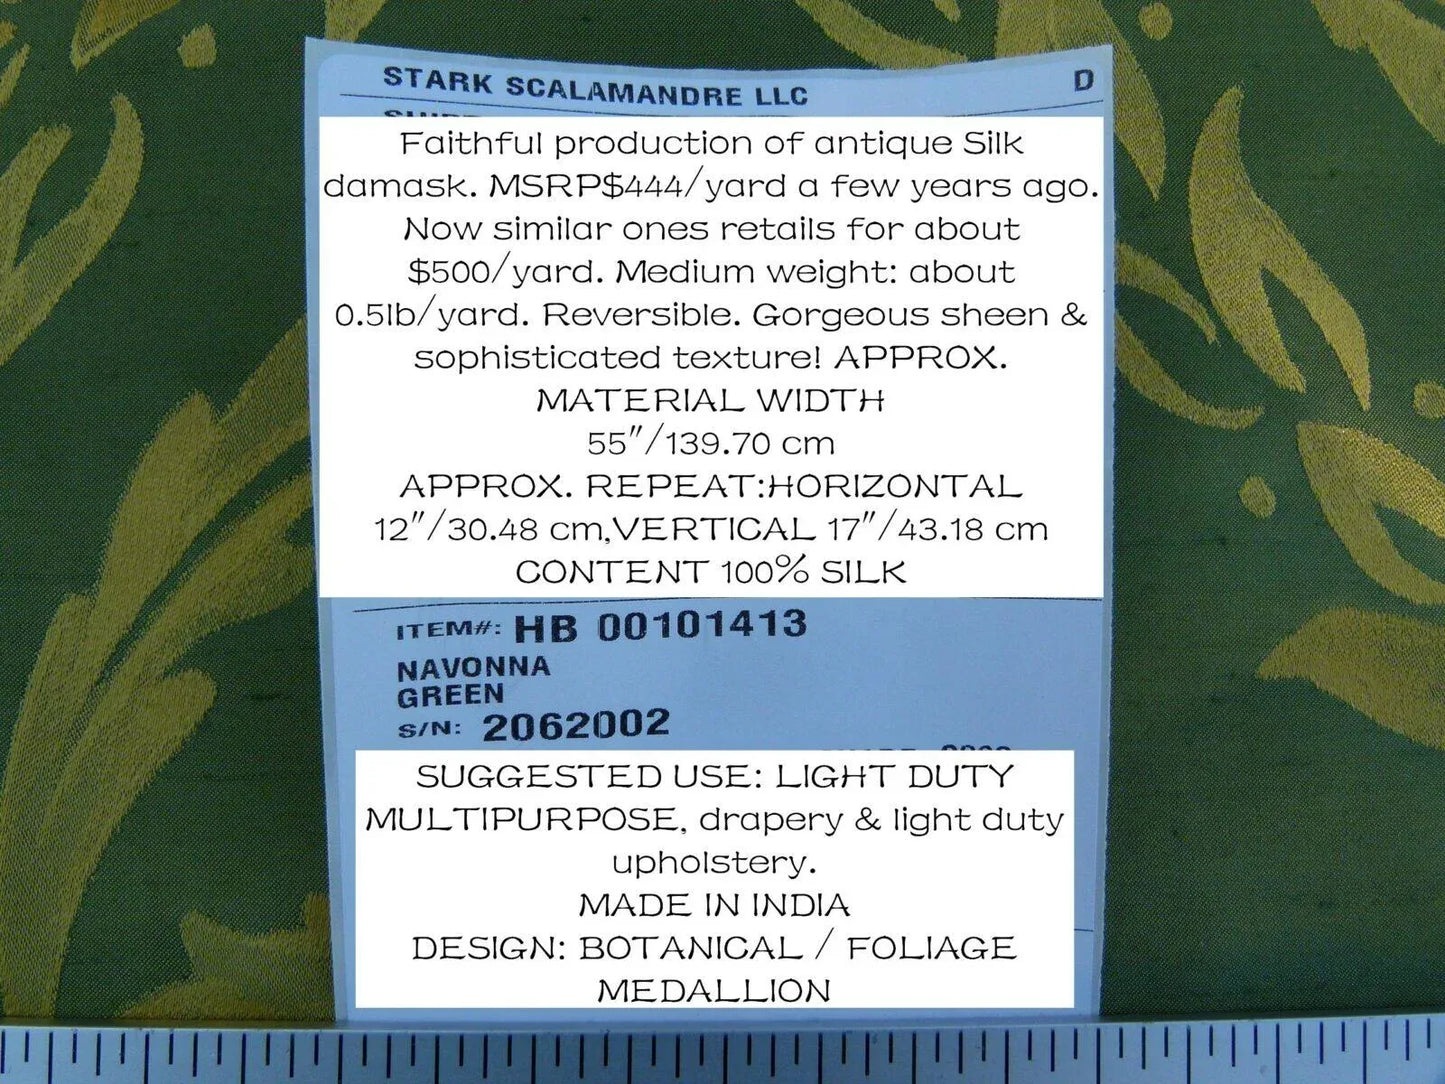 STARK SCALAMANDRE LLC D
Faithful production of antique Silk
damask. MSRP$444/yard a few years ago.
Now similar ones retails for about
$500/yard. Medium weight: about
0.5lb/yard. Reversible. Gorgeous sheen &
sophisticated texture! APPROX.
MATERIAL WIDTH
55"/139.70 cm
APPROX. REPEAT:HORIZONTAL
12"/30.48 cm,VERTICAL 17"/43.18 cm
CONTENT 100% SILK
ITEM#: HB 00101413
NAVONNA
GREEN
S/N: 2062002
SUGGESTED USE: LIGHT DUTY
MULTIPURPOSE, drapery & light duty
upholstery.
MADE IN INDIA
DESIGN: BOTANICAL / FOLIAGE
MEDALLION